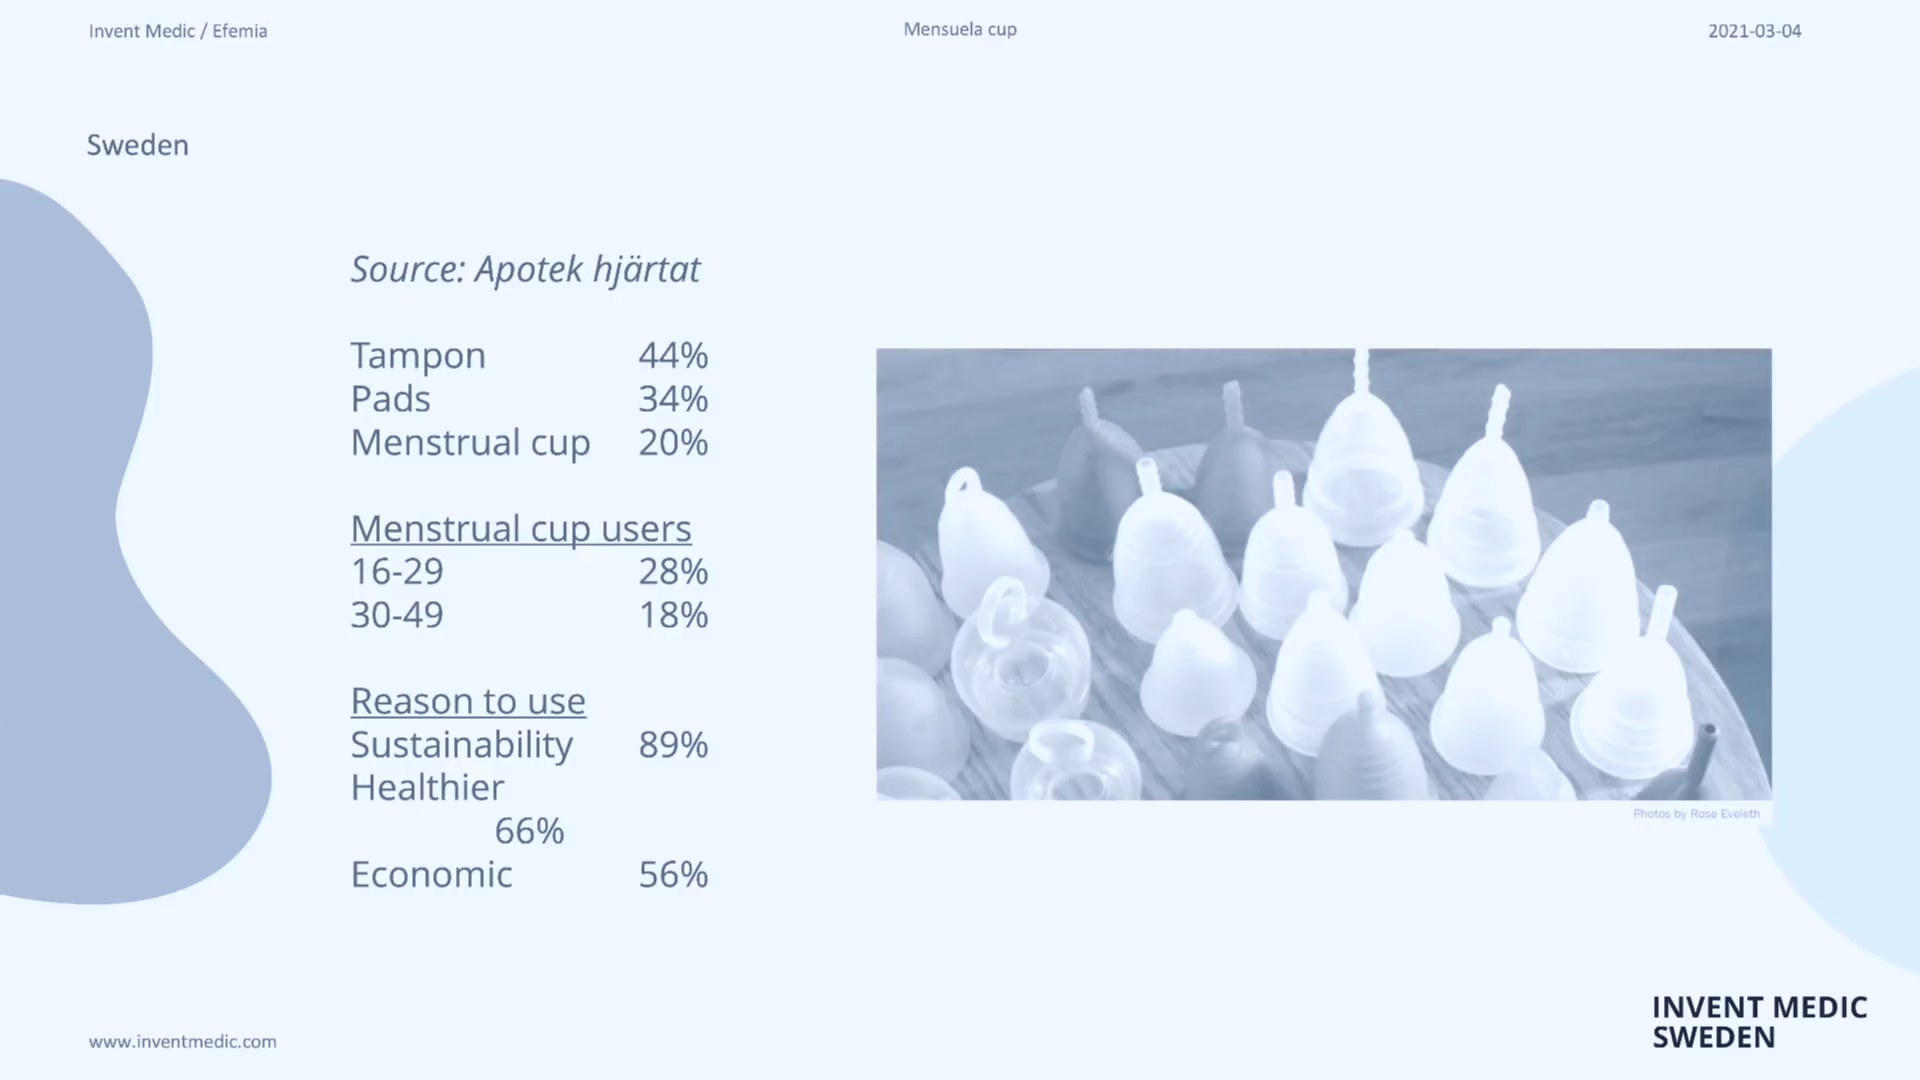 Invent Medic / Efemia
Mensuela cup
2021-03-04
Sweden
Source: Apotek hjärtat
Tampon 44%
Pads 34%
Menstrual cup 20%
Menstrual cup users
16-29 28%
30-49 18%
Reason to use
Sustainability 89%
Healthier
66%
Economic 56%
Photos by Rose Eveleth
www.inventmedic.com
INVENT MEDIC
SWEDEN